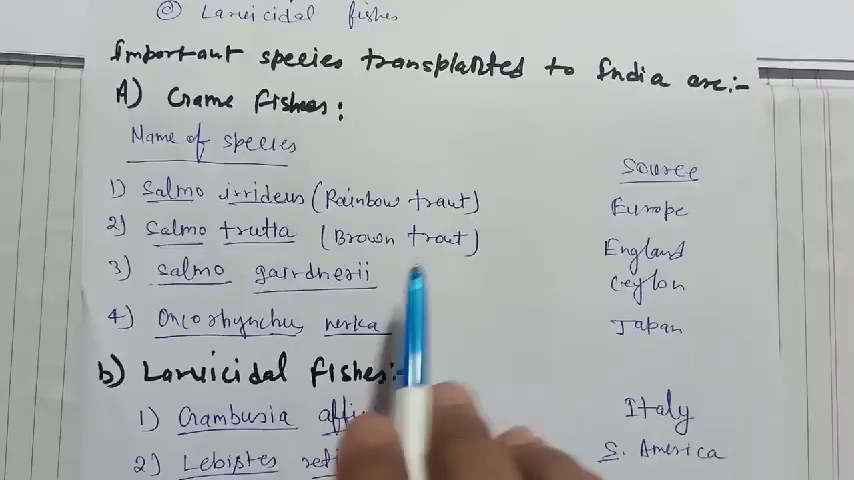 d Larvicidal fishes
Important species transplanted to India are:-
A) Game Fishes:
Name of species Source
1) Salmo irrideus (Rainbow traut) Europe
2) Salmo trutta (Brown traut) England
3) Salmo gairdnerii Ceylon
4) Oncorhynchus nerka Japan
b) Larvicidal Fishes:-
1) Gambusia Italy
2) Lebistes S. America